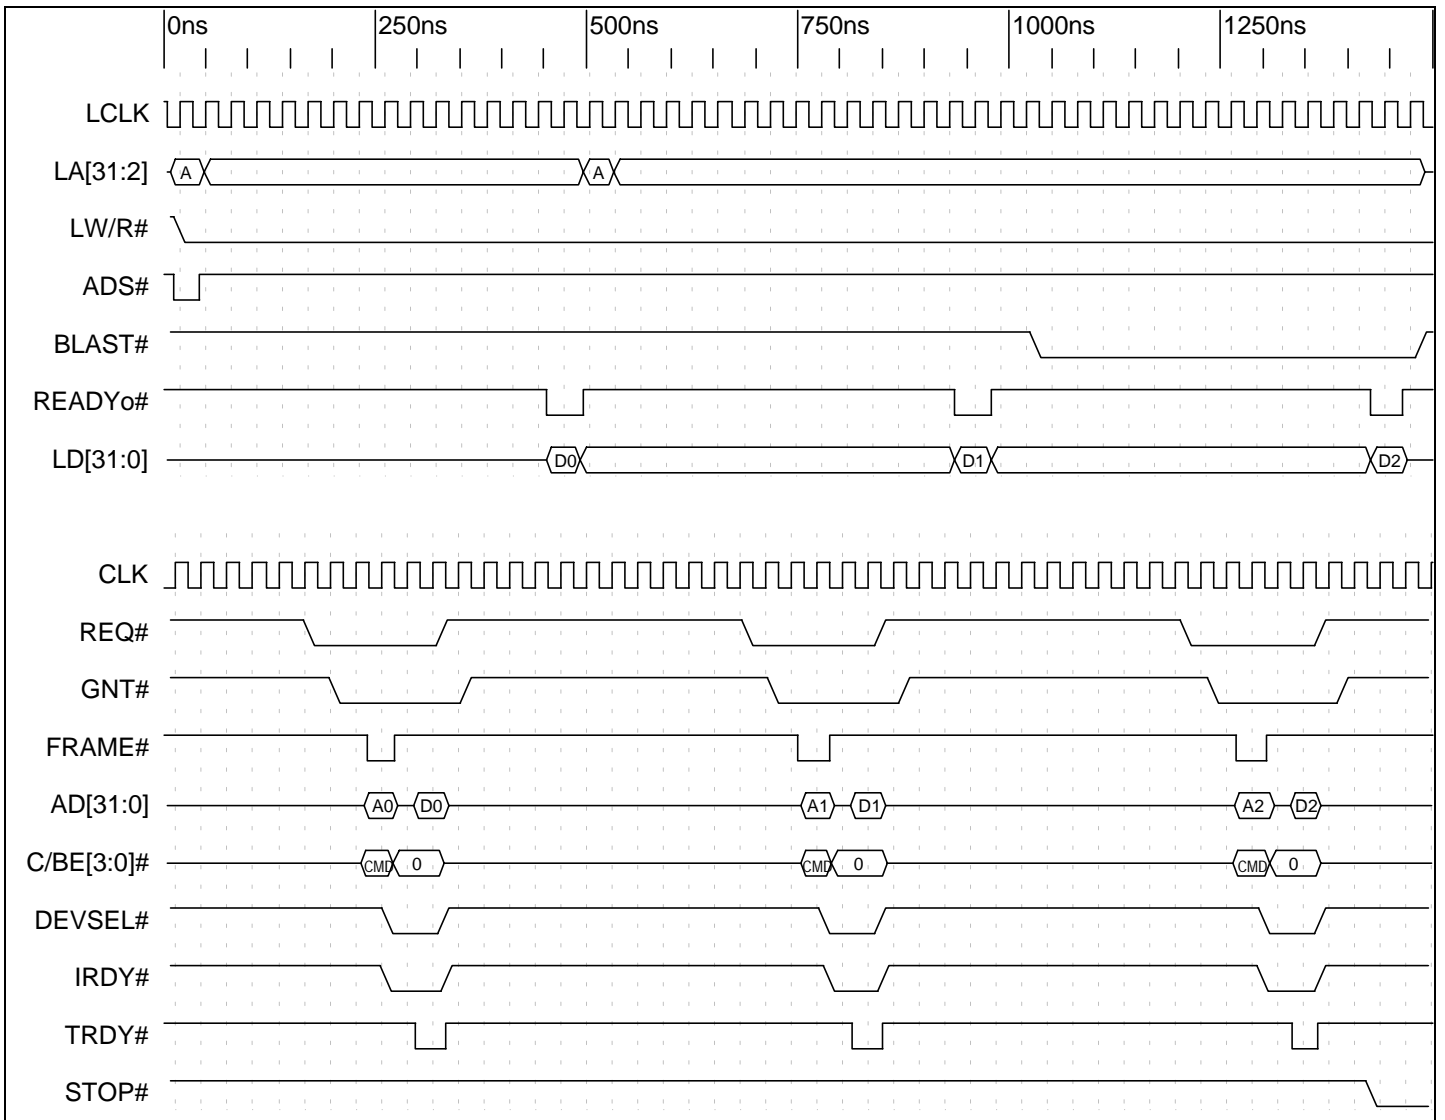 0ns 250ns 500ns 750ns 1000ns 1250ns
LCLK
LA[31:2] A A
LW/R#
ADS#
BLAST#
READYo#
LD[31:0] D0 D1 D2
CLK
REQ#
GNT#
FRAME#
AD[31:0] A0 D0 A1 D1 A2 D2
C/BE[3:0]# CMD 0 CMD 0 CMD 0
DEVSEL#
IRDY#
TRDY#
STOP#